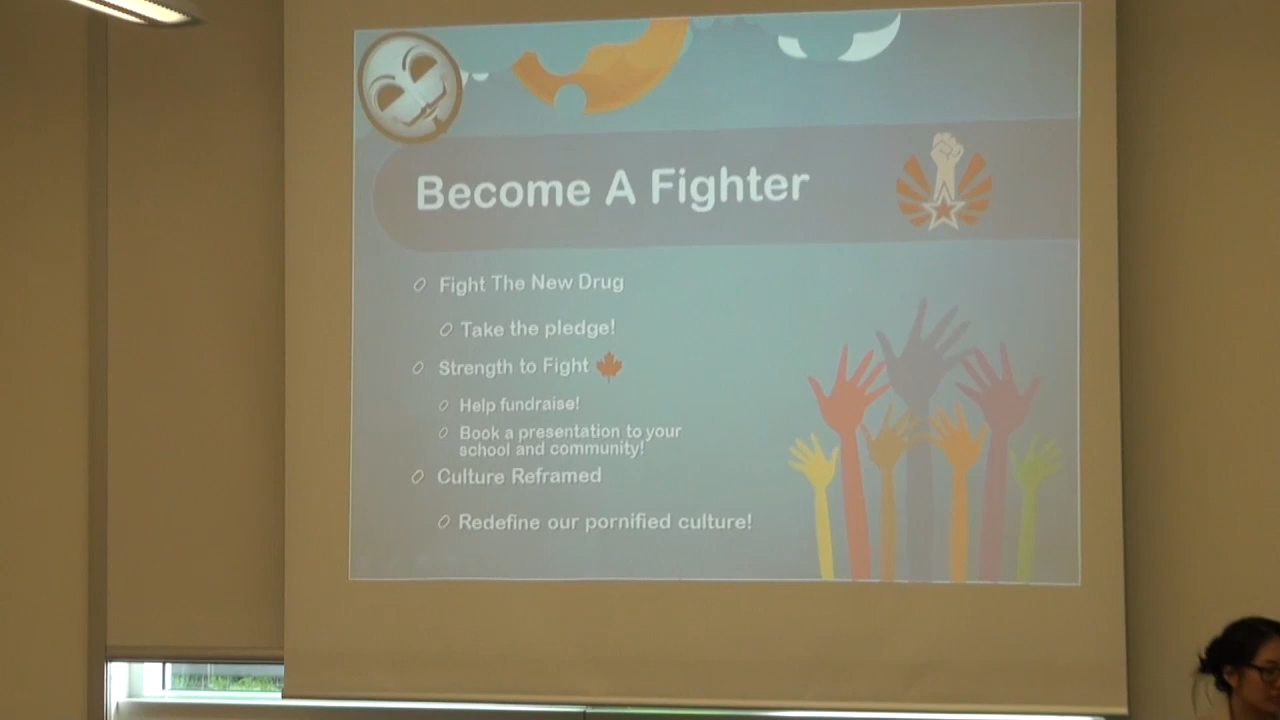 Become A Fighter
Fight The New Drug
Take the pledge!
Strength to Fight
Help fundraise!
Book a presentation to your
school and community!
Culture Reframed
Redefine our pornified culture!